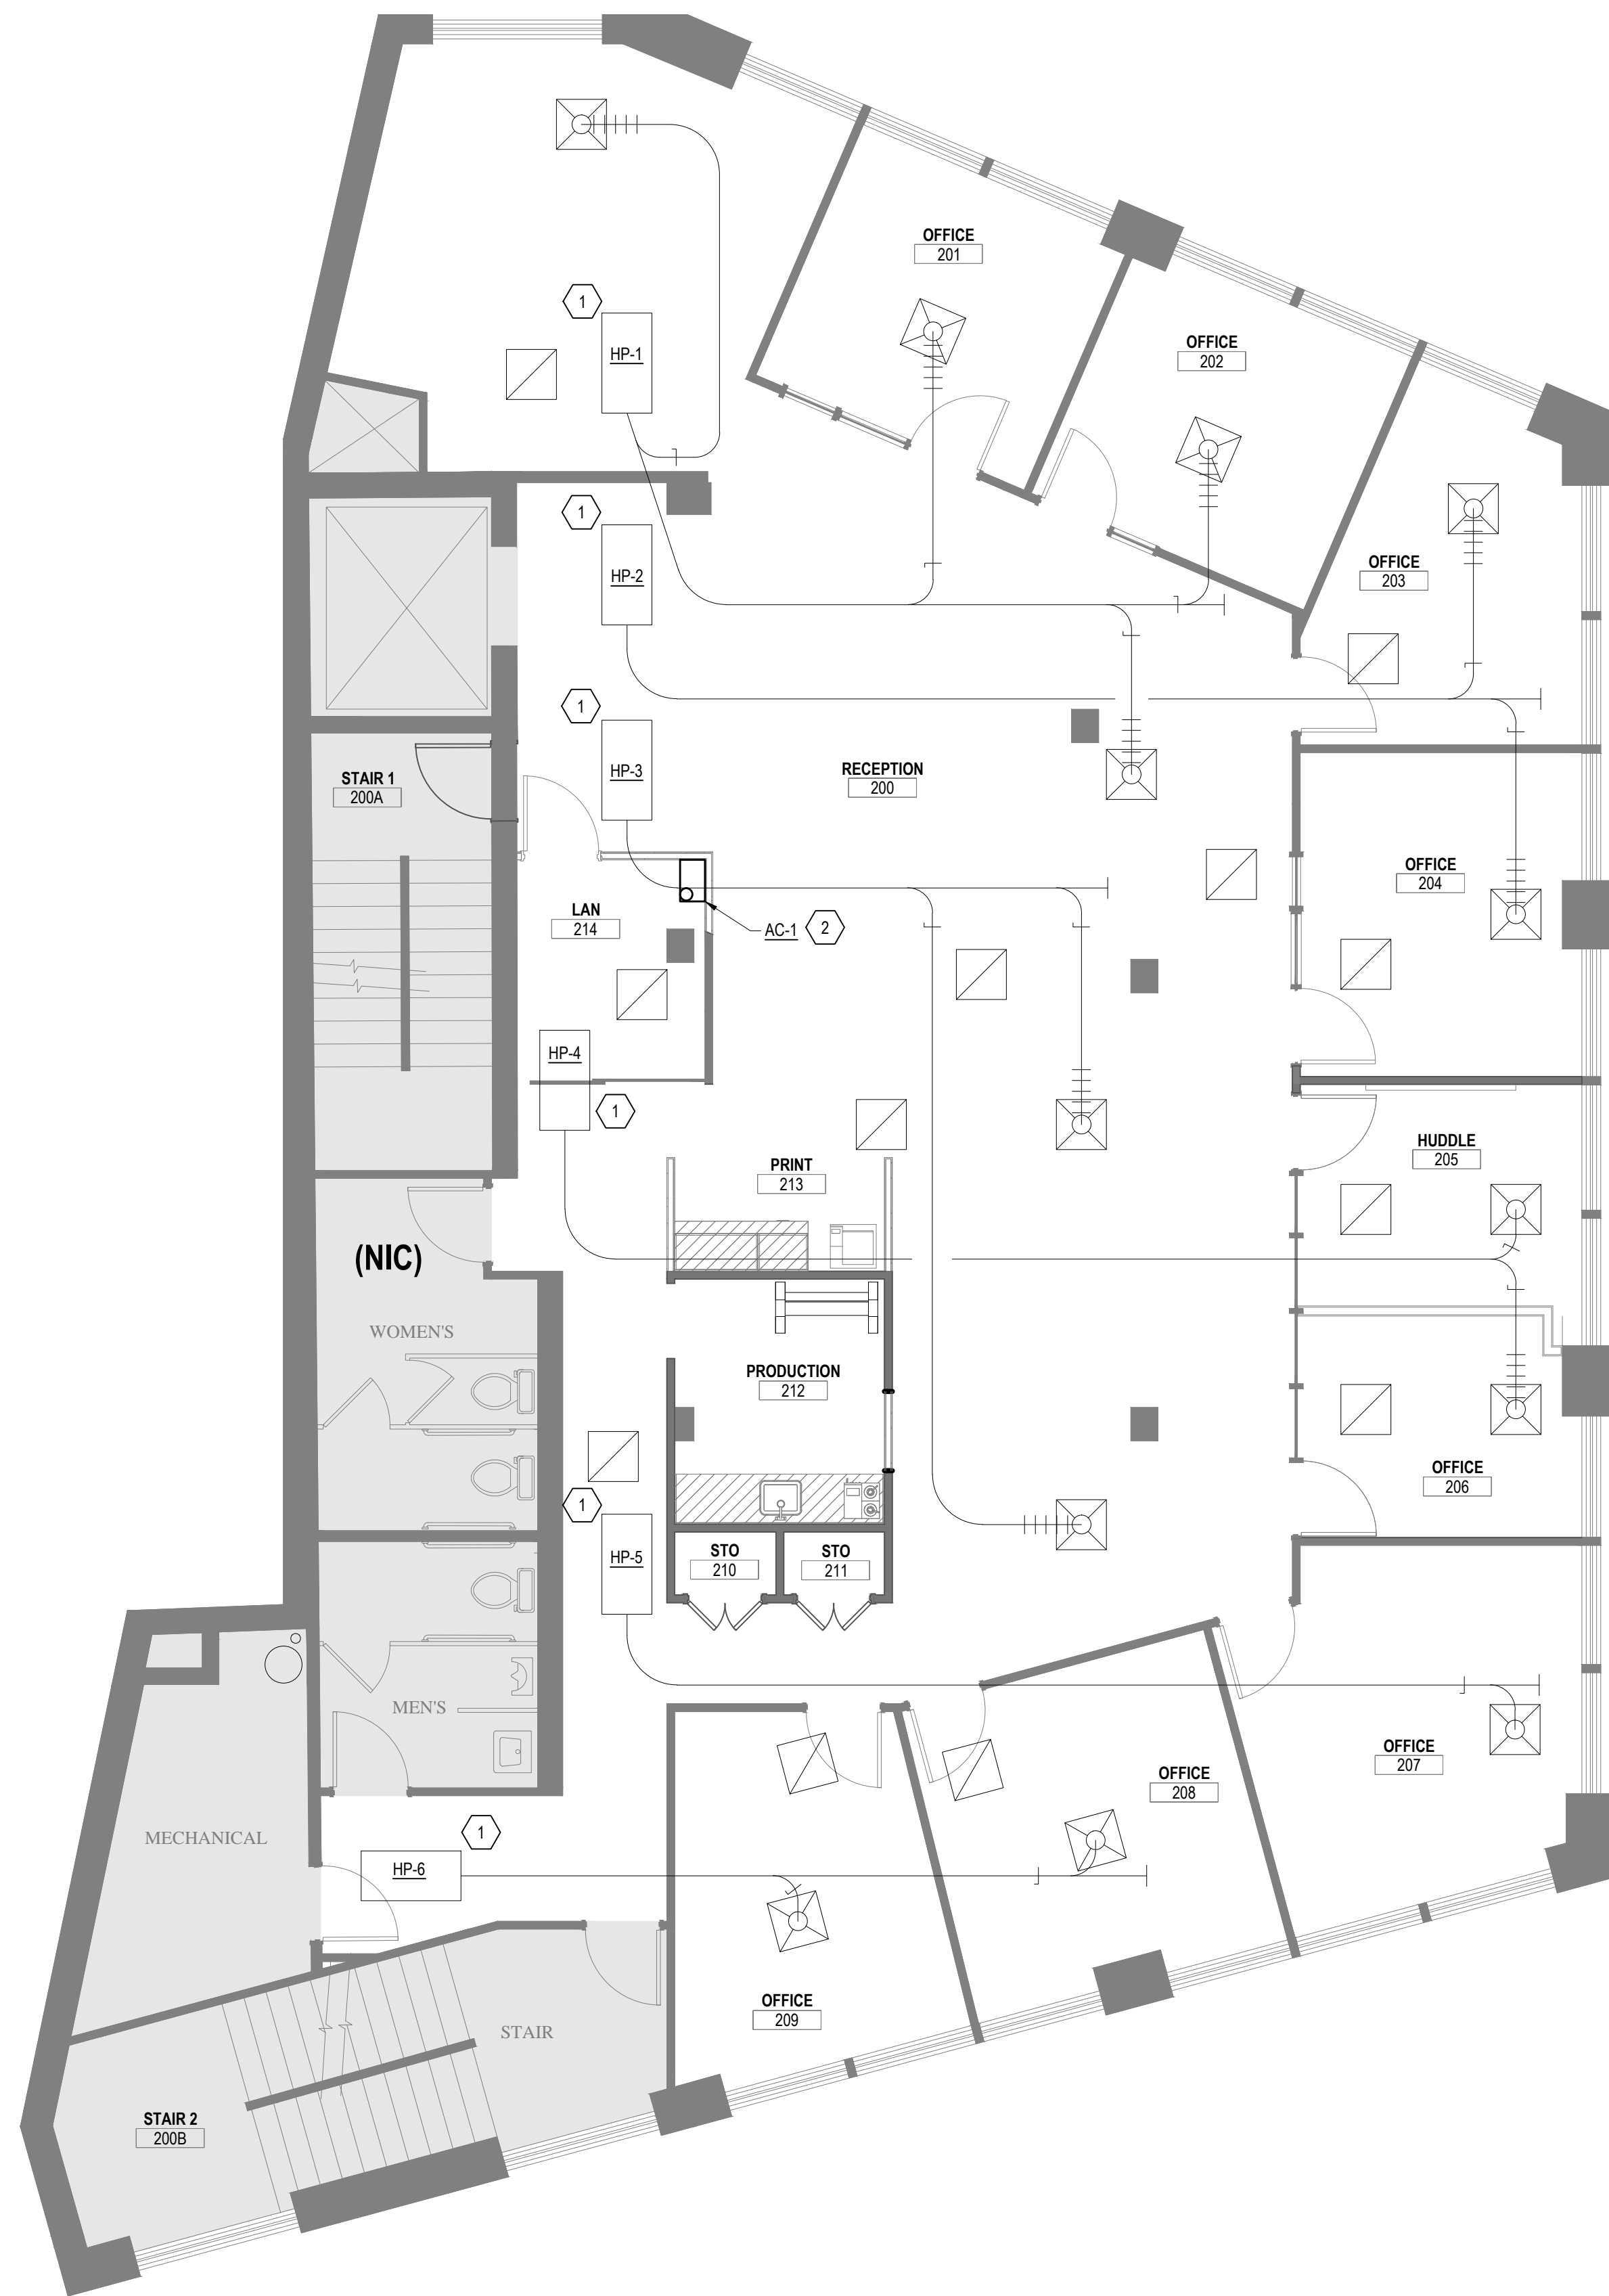 OFFICE
201
1
HP-1
OFFICE
202
1
HP-2
OFFICE
203
1
HP-3
RECEPTION
200
STAIR 1
200A
OFFICE
204
LAN
214
AC-1
2
HP-4
1
HUDDLE
205
PRINT
213
(NIC)
WOMEN'S
PRODUCTION
212
OFFICE
206
1
HP-5
STO
210
STO
211
MEN'S
OFFICE
207
OFFICE
208
MECHANICAL
1
HP-6
OFFICE
209
STAIR
STAIR 2
200B